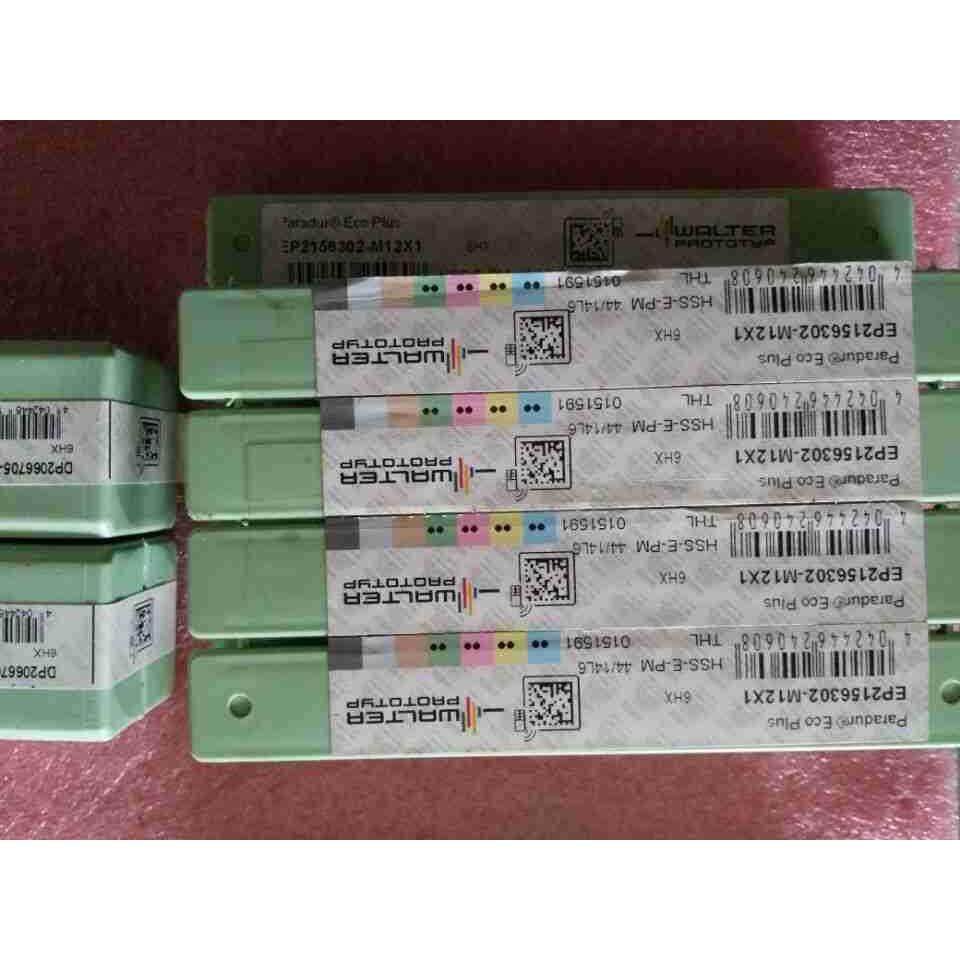 Paradur® Eco Plus
EP2156302-M12X1 6HX
WALTER
PROTOTYP
Paradur® Eco Plus
EP2156302-M12X1 6HX
WALTER
PROTOTYP
HSS-E-PM 44/14L6
4 042446 240608 THL 0151591
Paradur® Eco Plus
EP2156302-M12X1 6HX
WALTER
PROTOTYP
HSS-E-PM 44/14L6
4 042446 240608 THL 0151591
Paradur® Eco Plus
EP2156302-M12X1 6HX
WALTER
PROTOTYP
HSS-E-PM 44/14L6
4 042446 240608 THL 0151591
Paradur® Eco Plus
EP2156302-M12X1 6HX
WALTER
PROTOTYP
HSS-E-PM 44/14L6
4 042446 240608 THL 0151591
DP2066705-
6HX
6HX